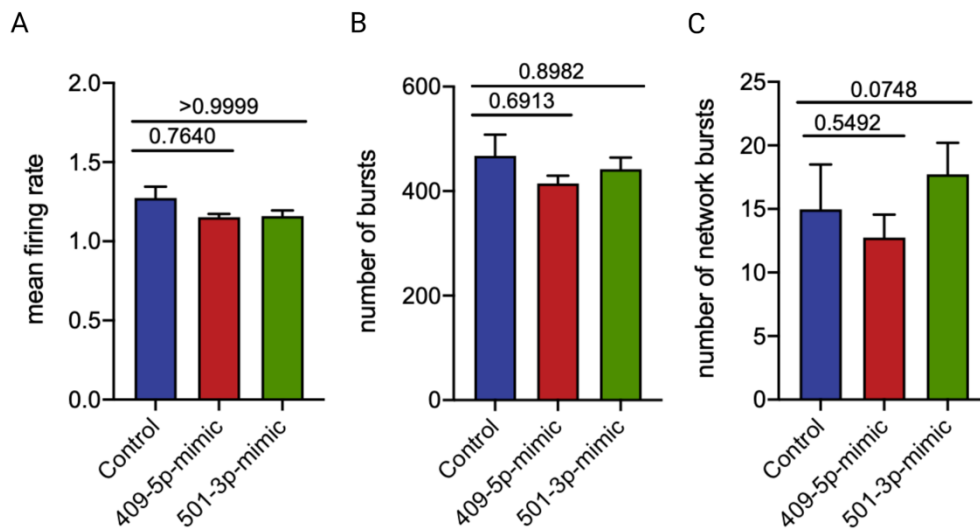 A
mean firing rate
2.0
1.5
1.0
0.5
0.0
>0.9999
0.7640
Control
409-5p-mimic
501-3p-mimic
B
number of bursts
600
400
200
0
0.8982
0.6913
Control
409-5p-mimic
501-3p-mimic
C
number of network bursts
25
20
15
10
5
0
0.0748
0.5492
Control
409-5p-mimic
501-3p-mimic